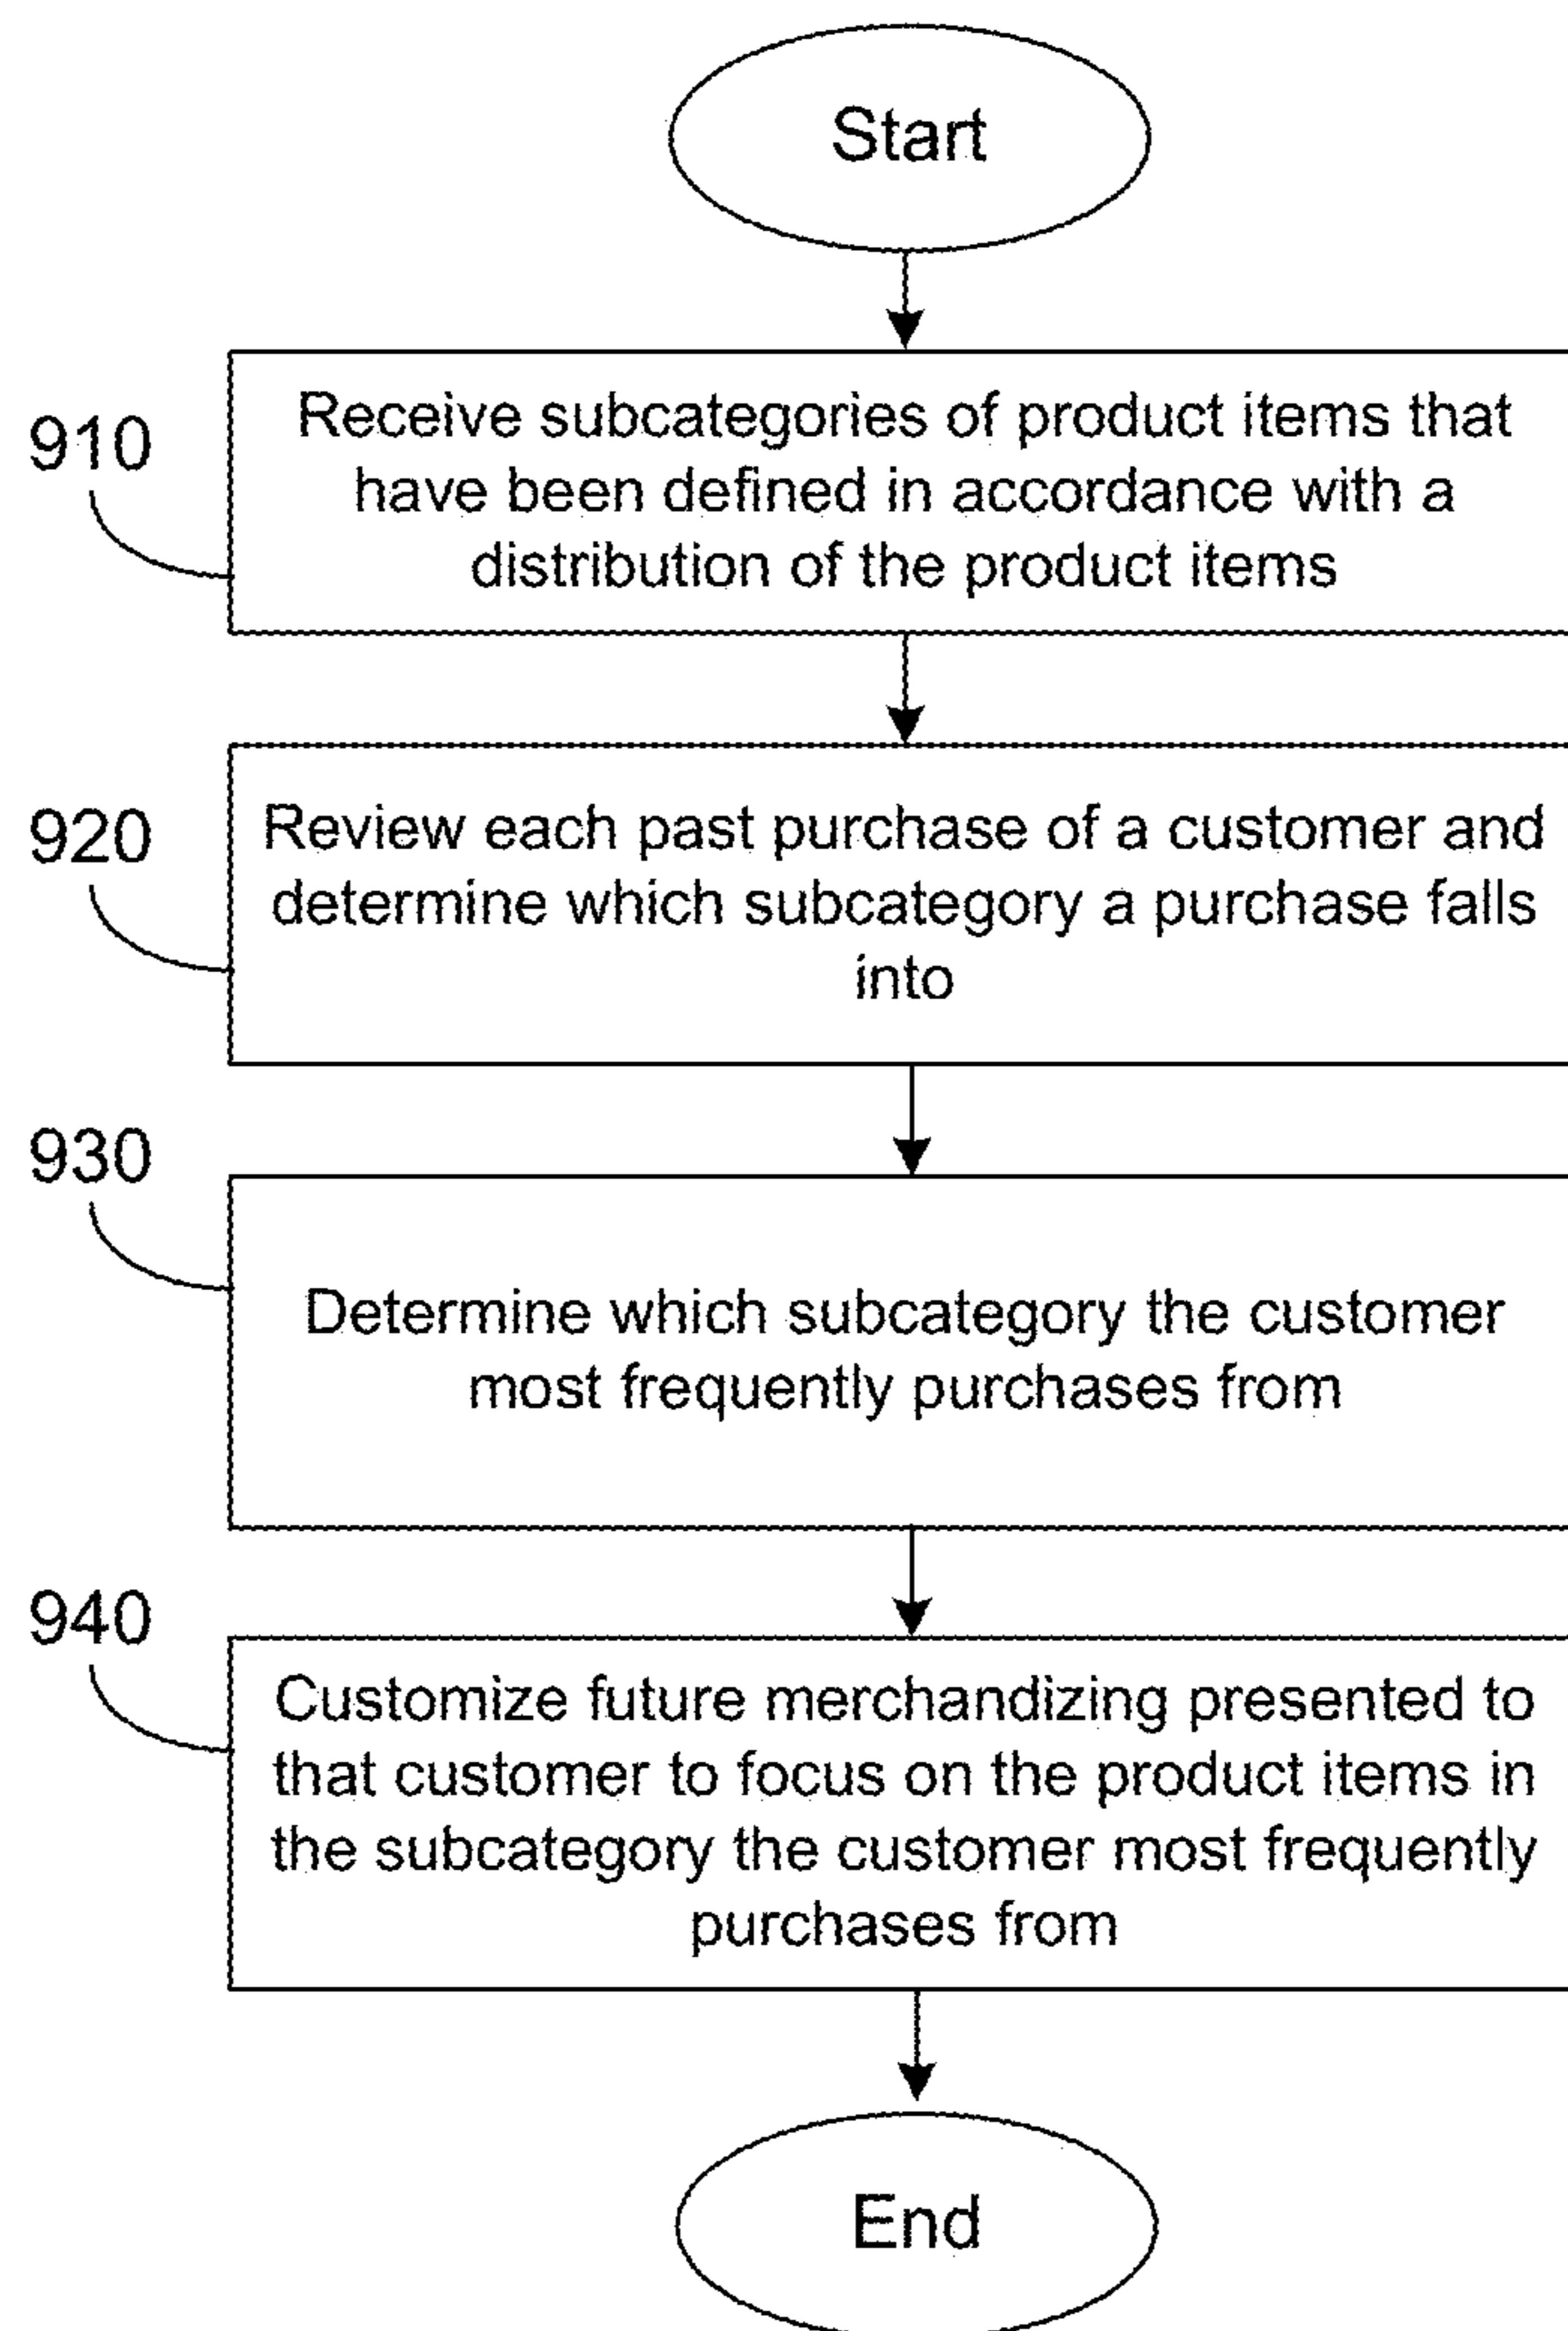 Start
910
Receive subcategories of product items that
have been defined in accordance with a
distribution of the product items
920
Review each past purchase of a customer and
determine which subcategory a purchase falls
into
930
Determine which subcategory the customer
most frequently purchases from
940
Customize future merchandizing presented to
that customer to focus on the product items in
the subcategory the customer most frequently
purchases from
End